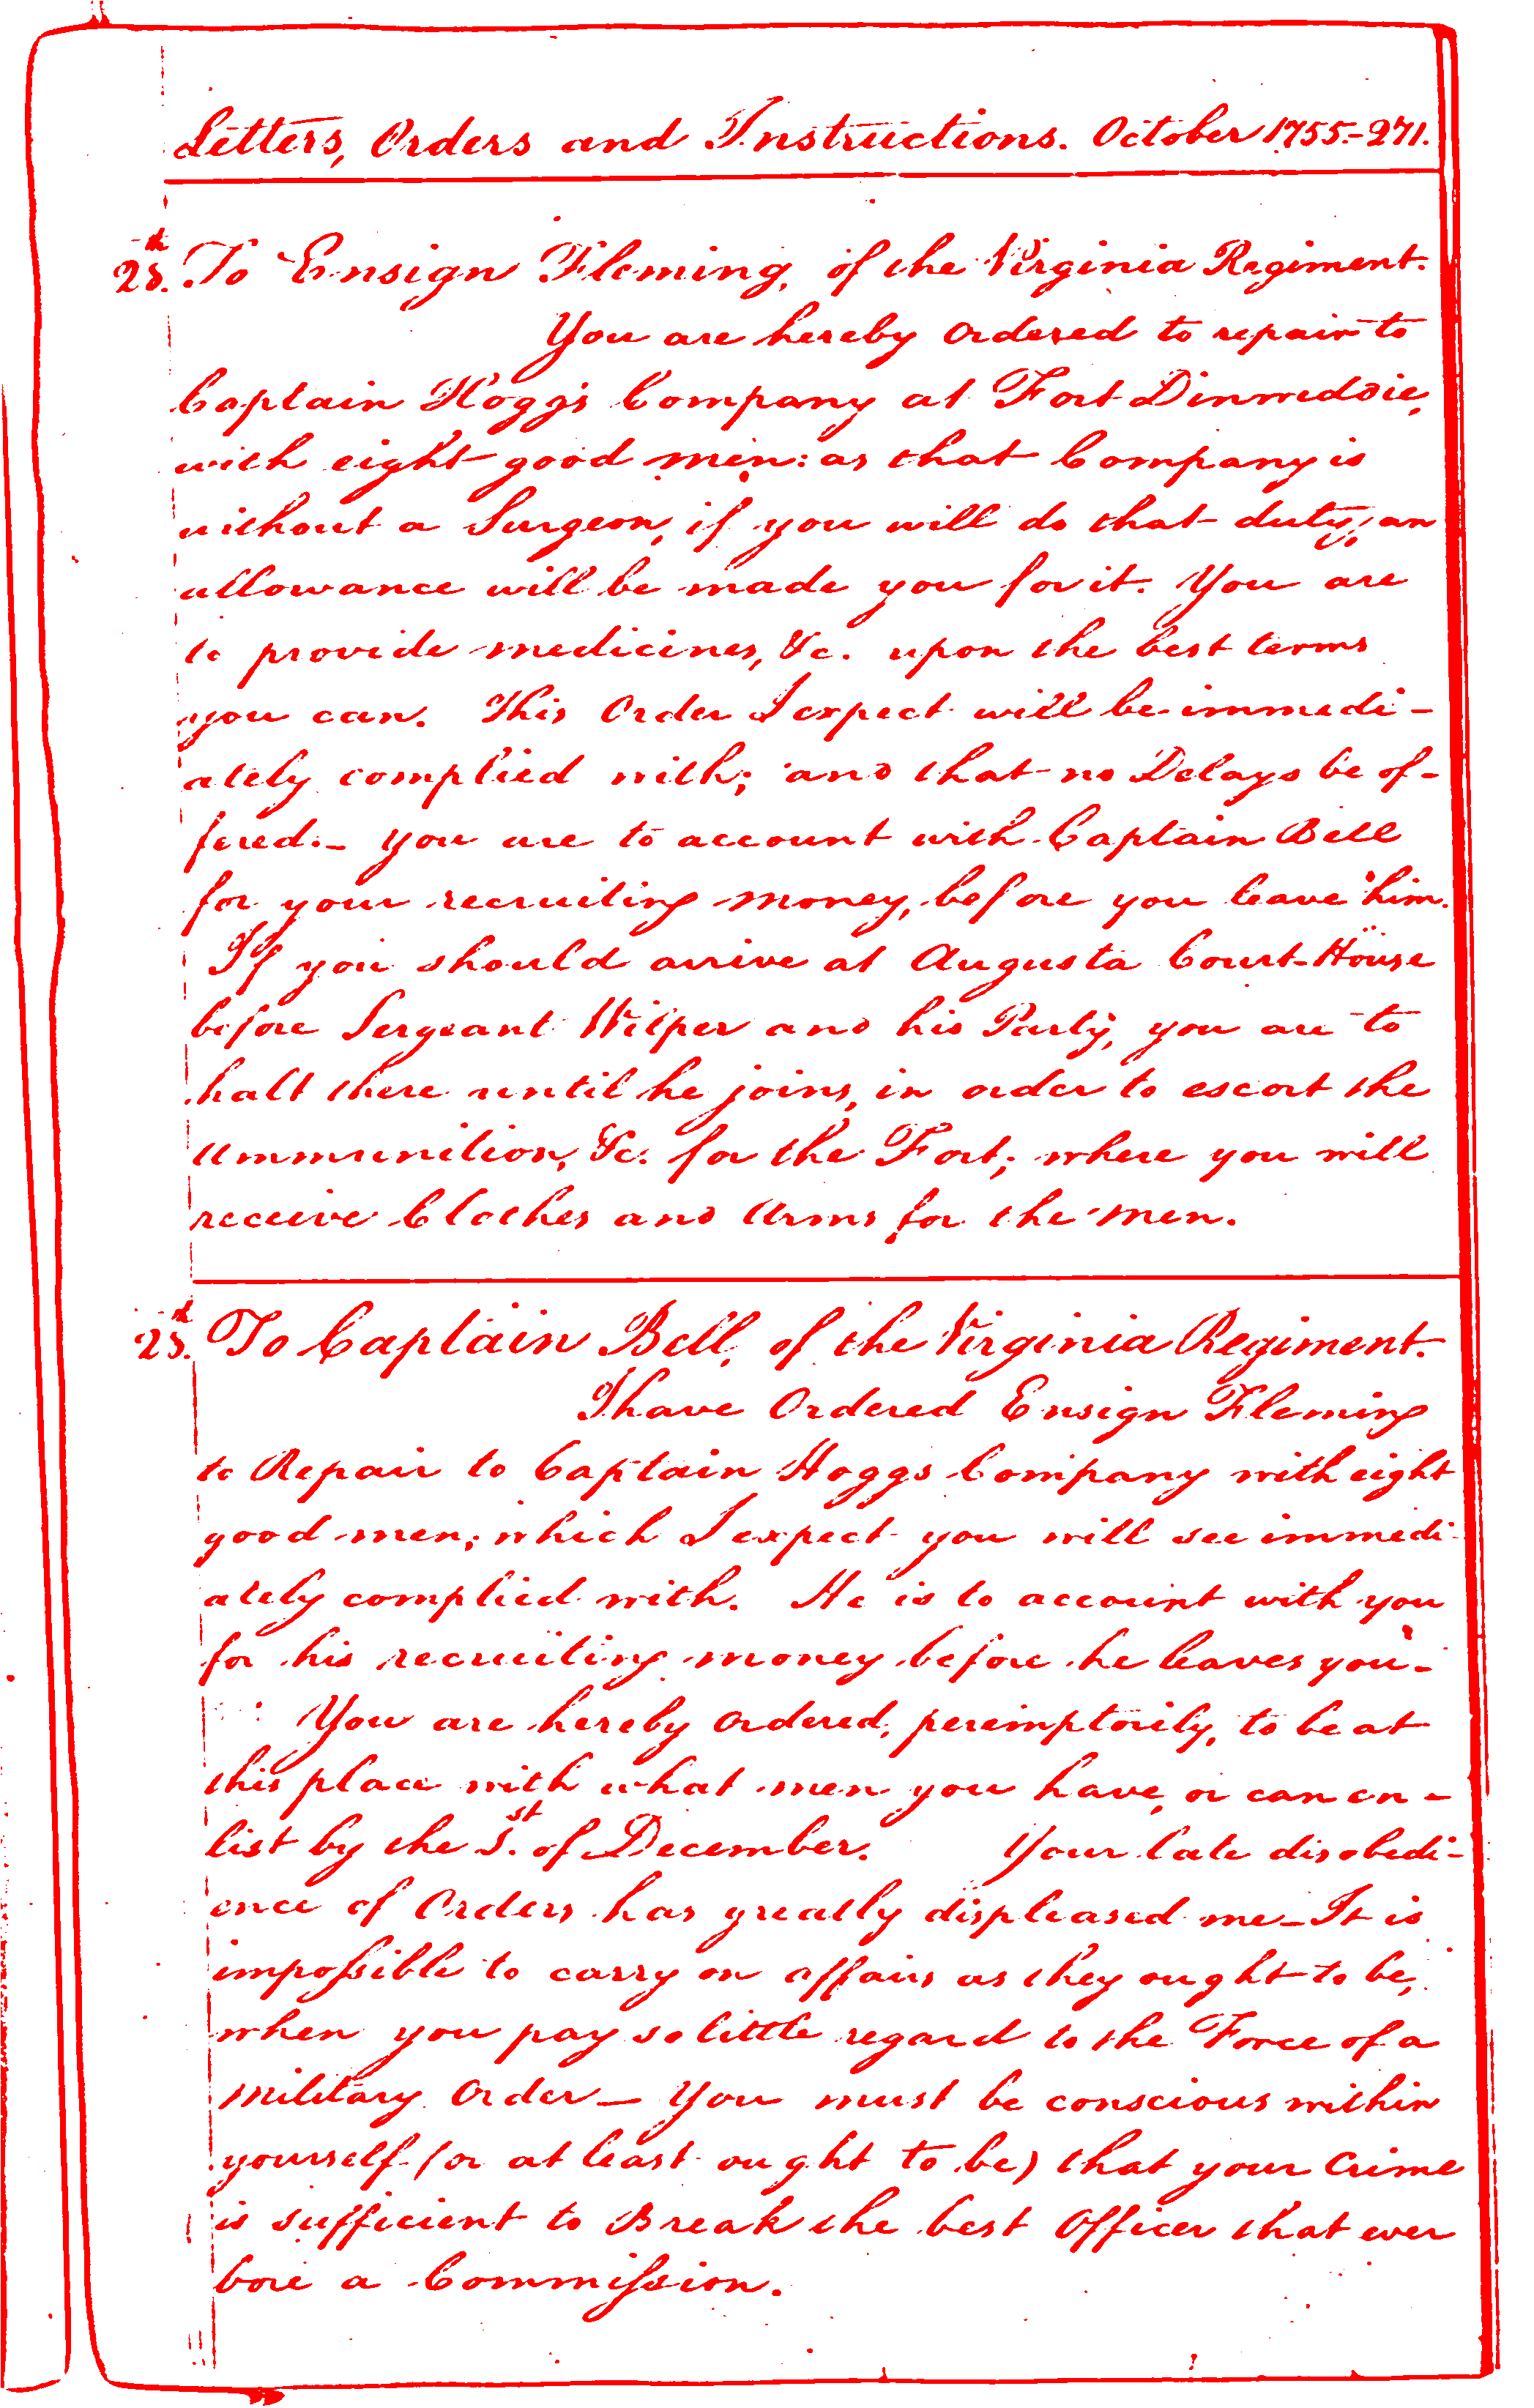 Letters, Orders and Instructions. October 1755.-271.
28.th To Ensign Fleming, of the Virginia Regiment.
You are hereby ordered to repair to
Captain Hogg's Company at Fort Dinwiddie,
with eight good men: as that Company is
without a Surgeon, if you will do that duty, an
allowance will be made you for it. You are
to provide medicines, &c. upon the best terms
you can. This Order I expect will be immedi-
ately complied with; and that no Delays be of-
fered.- you are to account with Captain Bell
for your recruiting money, before you leave him.
If you should arrive at Augusta Court-House
before Sergeant Wilper and his Party, you are to
halt there until he joins, in order to escort the
Ammunition, &c. for the Fort; where you will
receive Clothes and Arms for the men.
28.th To Captain Bell, of the Virginia Regiment.
I have Ordered Ensign Fleming
to Repair to Captain Hoggs Company with eight
good men; which I expect you will see immedi-
ately complied with. He is to account with you
for his recruiting money before he leaves you-
You are hereby ordered, peremptorily, to be at
this place with what men you have, or can en-
list by the 1.st of December. Your late disobedi-
ence of Orders has greatly displeased me - It is
impossible to carry on affairs as they ought to be,
when you pay so little regard to the Force of a
military Order - You must be conscious within
yourself (or at least ought to be) that your Crime
is sufficient to Break the best Officer that ever
bore a Commission.